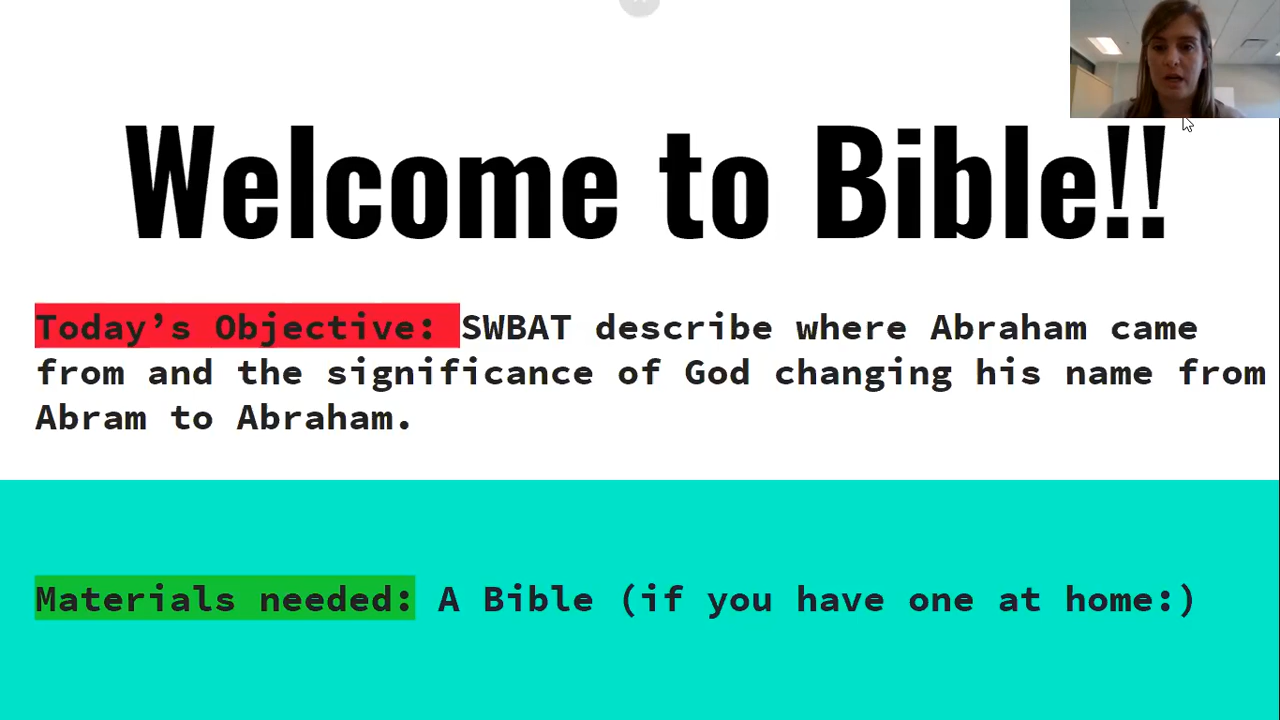 Welcome to Bible!!
Today’s Objective: SWBAT describe where Abraham came
from and the significance of God changing his name from
Abram to Abraham.
Materials needed: A Bible (if you have one at home:)